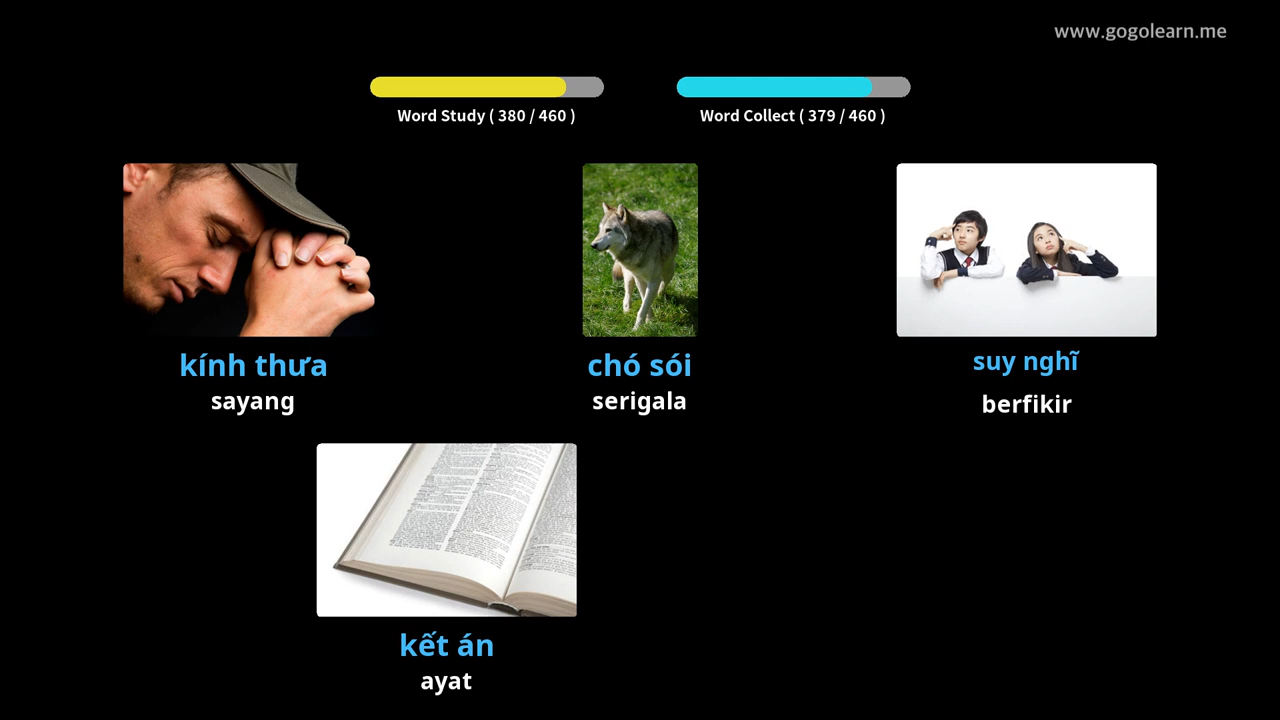 www.gogolearn.me
Word Study ( 380 / 460 )
Word Collect ( 379 / 460 )
kính thưa
sayang
chó sói
serigala
suy nghĩ
berfikir
kết án
ayat